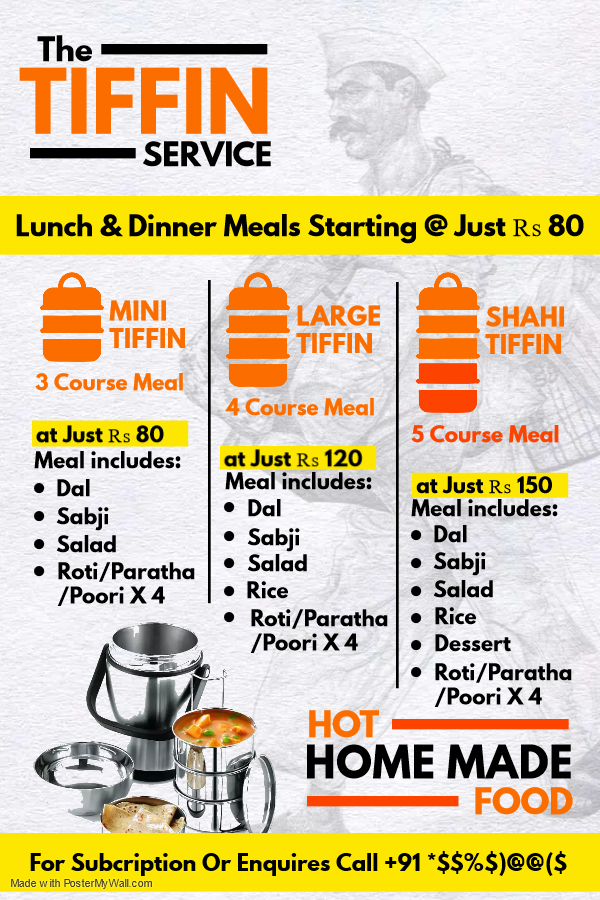 The
TIFFIN
SERVICE
Lunch & Dinner Meals Starting @ Just Rs 80
MINI
TIFFIN
3 Course Meal
at Just Rs 80
Meal includes:
• Dal
• Sabji
• Salad
• Roti/Paratha
/Poori X 4
LARGE
TIFFIN
4 Course Meal
at Just Rs 120
Meal includes:
• Dal
• Sabji
• Salad
• Rice
• Roti/Paratha
/Poori X 4
SHAHI
TIFFIN
5 Course Meal
at Just Rs 150
Meal includes:
• Dal
• Sabji
• Salad
• Rice
• Dessert
• Roti/Paratha
/Poori X 4
HOT
HOME MADE
FOOD
For Subcription Or Enquires Call +91 *$$%$)@@($
Made with PosterMyWall.com